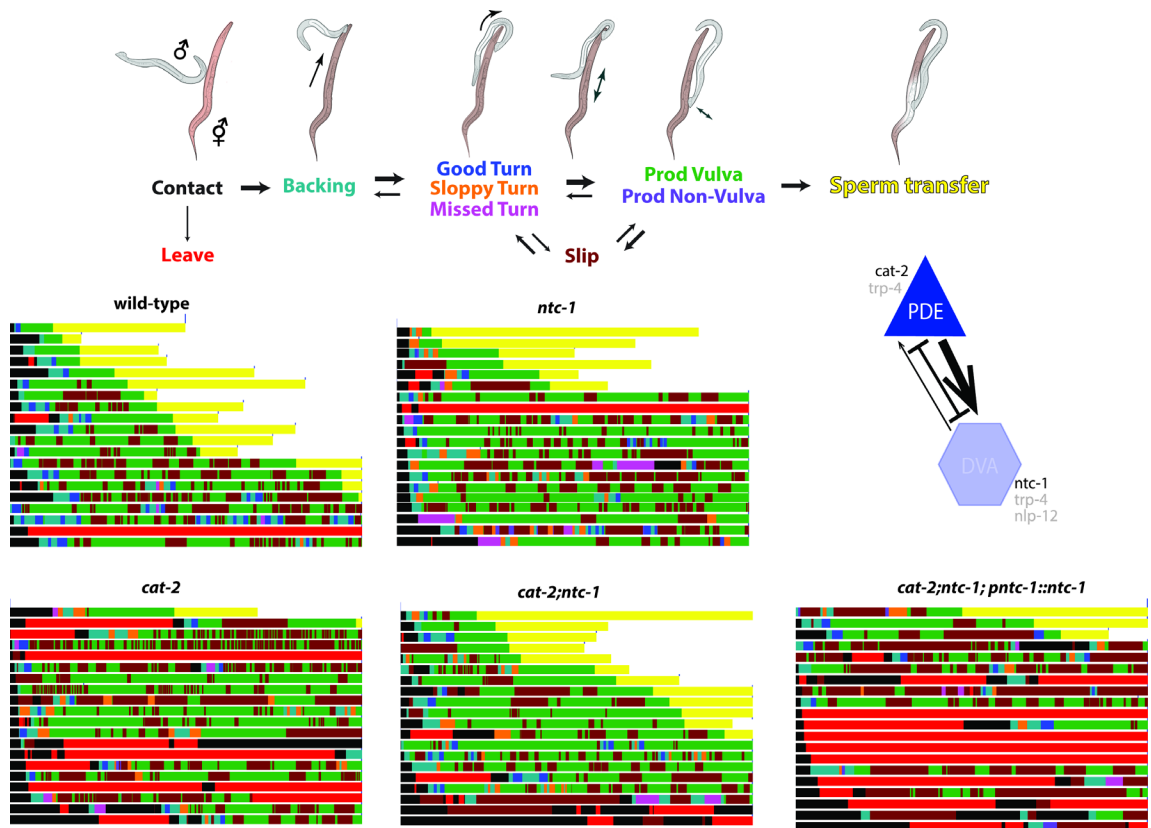 ♂
⚥
Contact
Backing
Good Turn
Sloppy Turn
Missed Turn
Prod Vulva
Prod Non-Vulva
Sperm transfer
Leave
Slip
wild-type
ntc-1
cat-2
trp-4
PDE
DVA
ntc-1
trp-4
nlp-12
cat-2
cat-2;ntc-1
cat-2;ntc-1; pntc-1::ntc-1